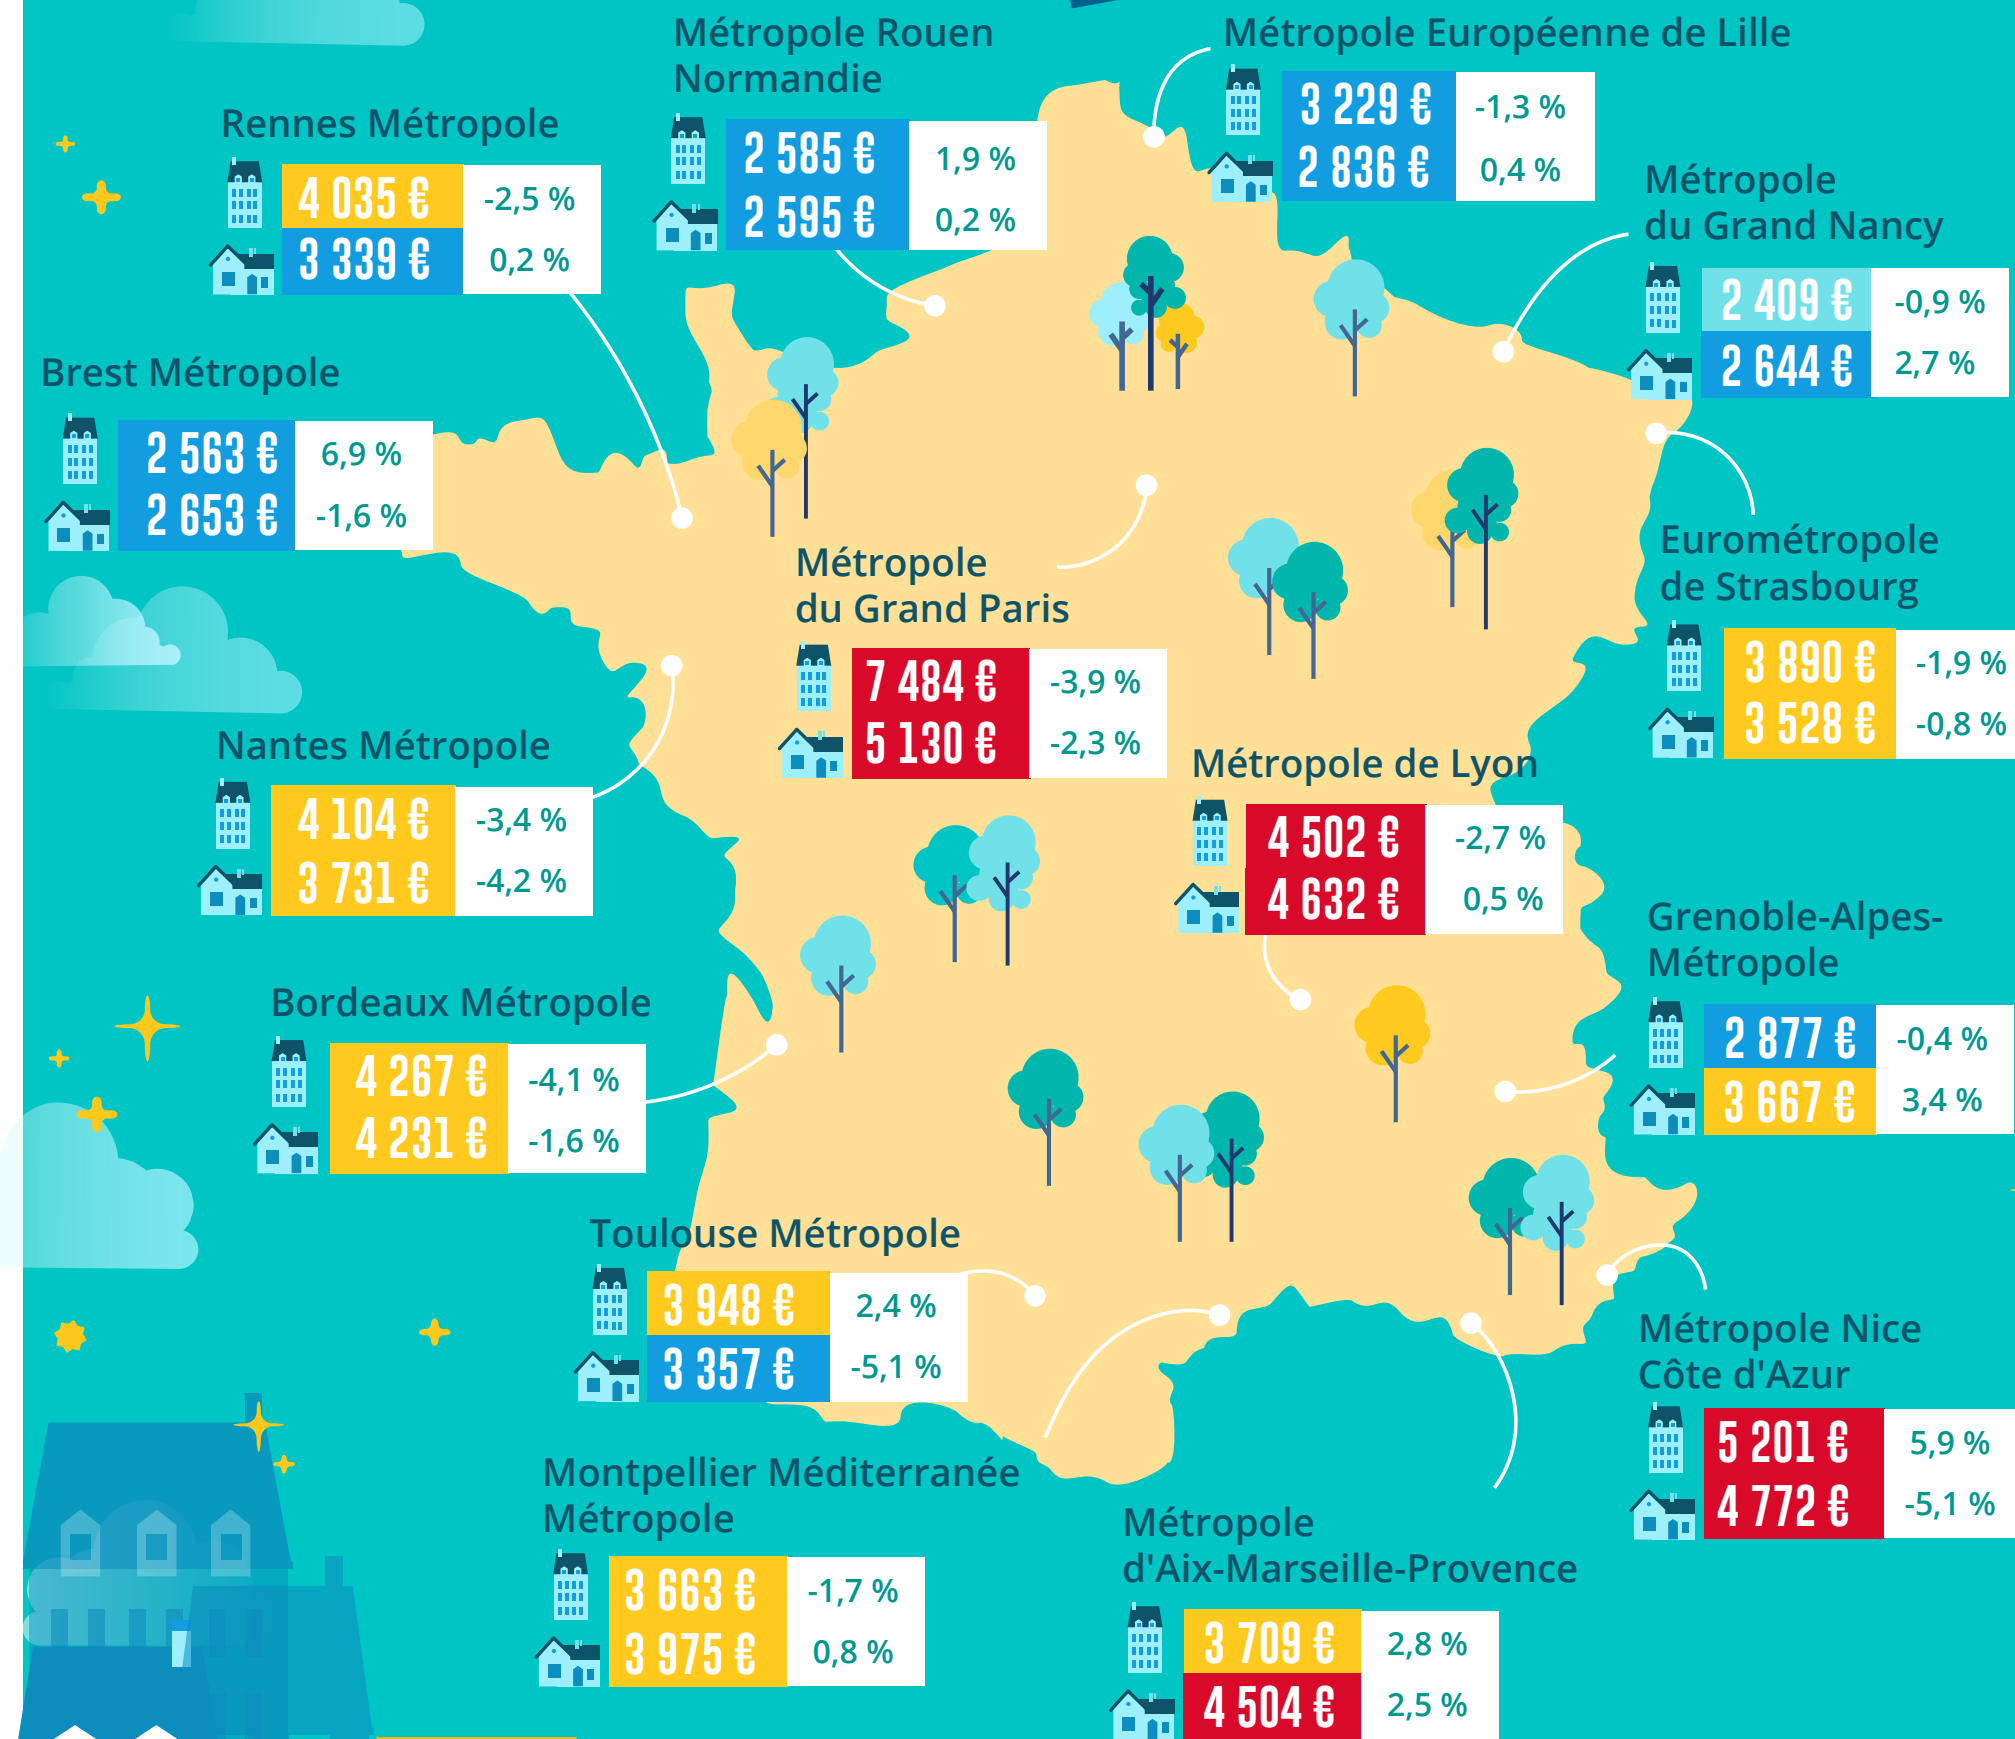 Métropole Rouen
Normandie
2 585 € 1,9 %
2 595 € 0,2 %
Métropole Européenne de Lille
3 229 € -1,3 %
2 836 € 0,4 %
Rennes Métropole
4 035 € -2,5 %
3 339 € 0,2 %
Métropole
du Grand Nancy
2 409 € -0,9 %
2 644 € 2,7 %
Brest Métropole
2 563 € 6,9 %
2 653 € -1,6 %
Métropole
du Grand Paris
7 484 € -3,9 %
5 130 € -2,3 %
Eurométropole
de Strasbourg
3 890 € -1,9 %
3 528 € -0,8 %
Nantes Métropole
4 104 € -3,4 %
3 731 € -4,2 %
Métropole de Lyon
4 502 € -2,7 %
4 632 € 0,5 %
Grenoble-Alpes-
Métropole
2 877 € -0,4 %
3 667 € 3,4 %
Bordeaux Métropole
4 267 € -4,1 %
4 231 € -1,6 %
Toulouse Métropole
3 948 € 2,4 %
3 357 € -5,1 %
Métropole Nice
Côte d'Azur
5 201 € 5,9 %
4 772 € -5,1 %
Montpellier Méditerranée
Métropole
3 663 € -1,7 %
3 975 € 0,8 %
Métropole
d'Aix-Marseille-Provence
3 709 € 2,8 %
4 504 € 2,5 %